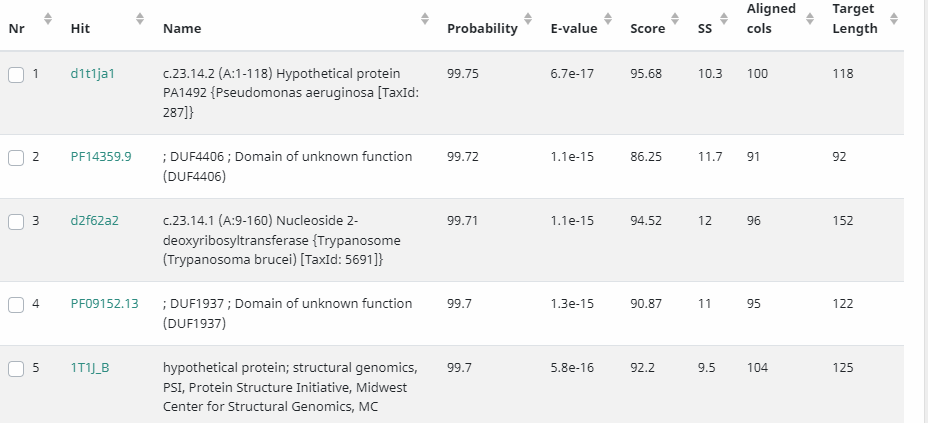 Nr Hit Name Probability E-value Score SS Aligned cols Target Length
1 d1t1ja1 c.23.14.2 (A:1-118) Hypothetical protein 99.75 6.7e-17 95.68 10.3 100 118
PA1492 {Pseudomonas aeruginosa [TaxId:
287]}
2 PF14359.9 ; DUF4406 ; Domain of unknown function 99.72 1.1e-15 86.25 11.7 91 92
(DUF4406)
3 d2f62a2 c.23.14.1 (A:9-160) Nucleoside 2- 99.71 1.1e-15 94.52 12 96 152
deoxyribosyltransferase {Trypanosome
(Trypanosoma brucei) [TaxId: 5691]}
4 PF09152.13 ; DUF1937 ; Domain of unknown function 99.7 1.3e-15 90.87 11 95 122
(DUF1937)
5 1T1J_B hypothetical protein; structural genomics, 99.7 5.8e-16 92.2 9.5 104 125
PSI, Protein Structure Initiative, Midwest
Center for Structural Genomics, MC